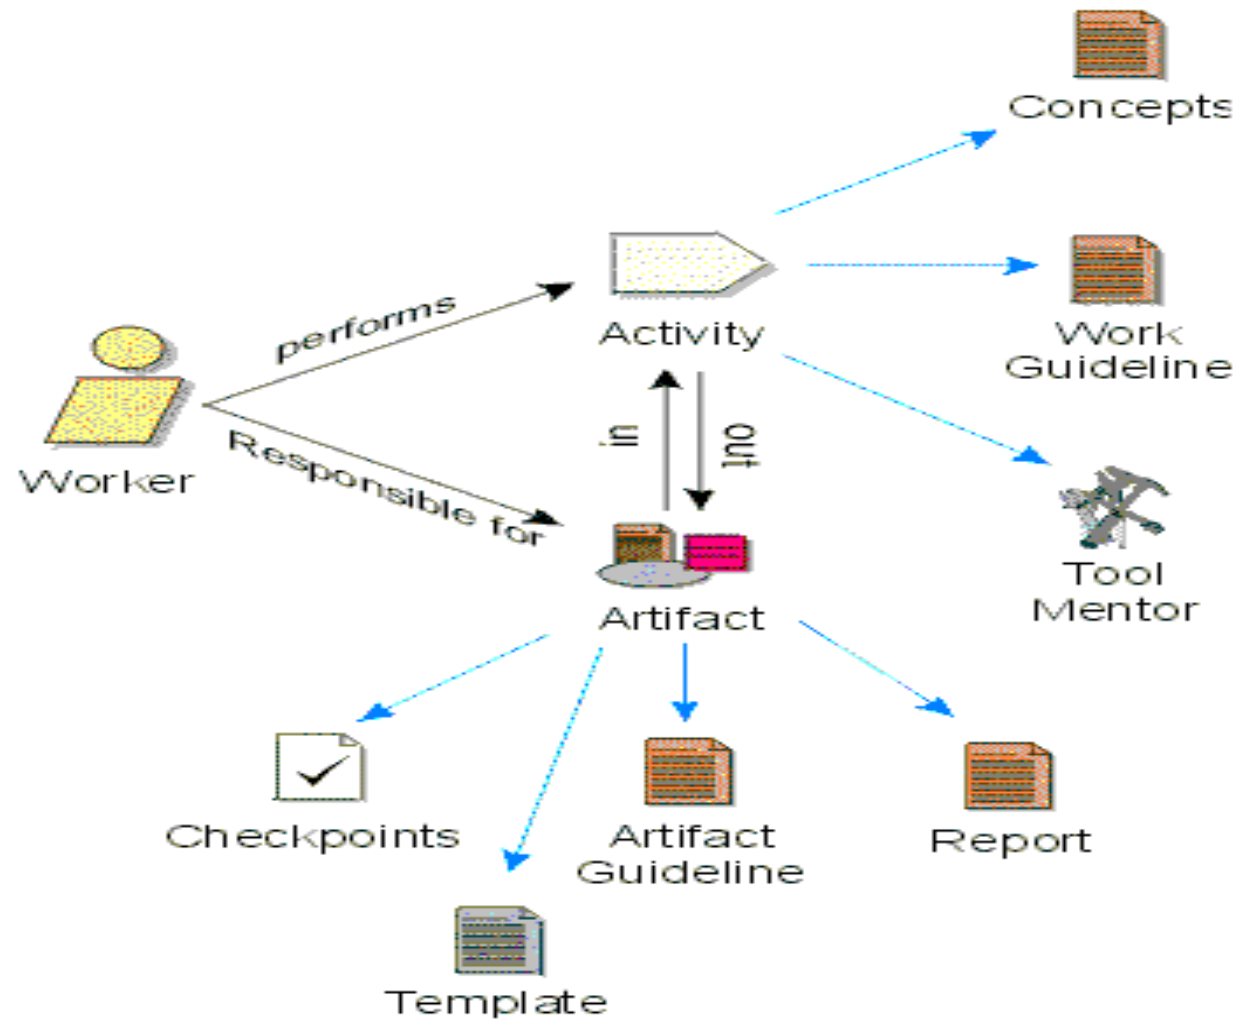 Concepts
performs
Activity
Work
Guideline
Worker
Responsible for
in
out
Tool
Mentor
Artifact
Checkpoints
Artifact
Guideline
Report
Template